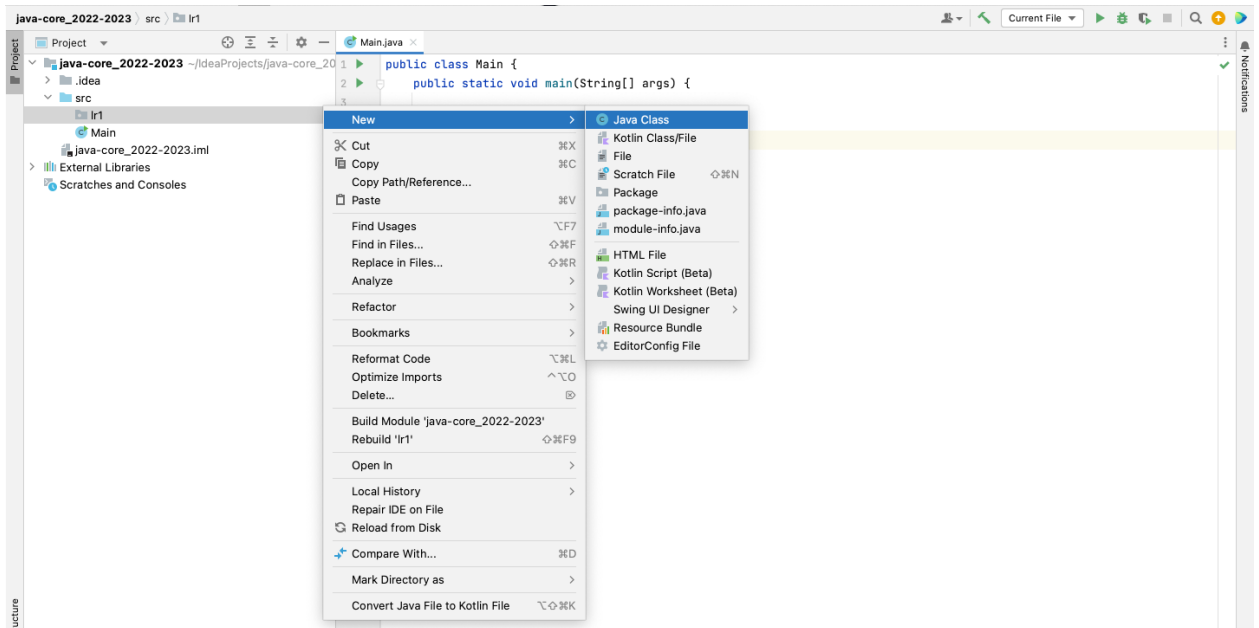 java-core_2022-2023 〉 src 〉 lr1
Current File
Project
Project
Main.java
java-core_2022-2023 ~/IdeaProjects/java-core_20
.idea
src
lr1
Main
java-core_2022-2023.iml
External Libraries
Scratches and Consoles
1 public class Main {
2 public static void main(String[] args) {
3
Notifications
New
Cut ⌘X
Copy ⌘C
Copy Path/Reference...
Paste ⌘V
Find Usages ⌥F7
Find in Files... ⇧⌘F
Replace in Files... ⇧⌘R
Analyze
Refactor
Bookmarks
Reformat Code ⌥⌘L
Optimize Imports ^⌥O
Delete... ⌦
Build Module 'java-core_2022-2023'
Rebuild 'lr1' ⇧⌘F9
Open In
Local History
Repair IDE on File
Reload from Disk
Compare With... ⌘D
Mark Directory as
Convert Java File to Kotlin File ⌥⇧⌘K
Java Class
Kotlin Class/File
File
Scratch File ⇧⌘N
Package
package-info.java
module-info.java
HTML File
Kotlin Script (Beta)
Kotlin Worksheet (Beta)
Swing UI Designer
Resource Bundle
EditorConfig File
ucture